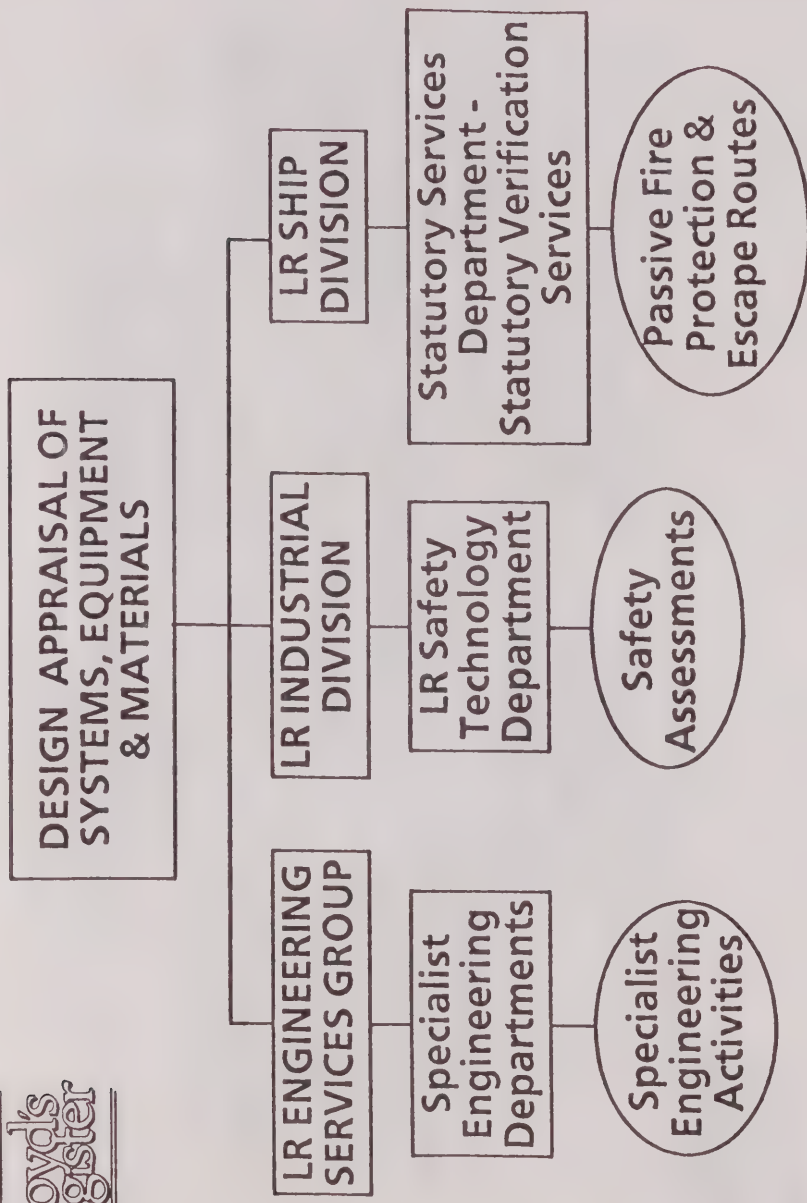 oyd's
gister
DESIGN APPRAISAL OF
SYSTEMS, EQUIPMENT
& MATERIALS
LR ENGINEERING
SERVICES GROUP
Specialist
Engineering
Departments
Specialist
Engineering
Activities
LR INDUSTRIAL
DIVISION
LR Safety
Technology
Department
Safety
Assessments
LR SHIP
DIVISION
Statutory Services
Department -
Statutory Verification
Services
Passive Fire
Protection &
Escape Routes